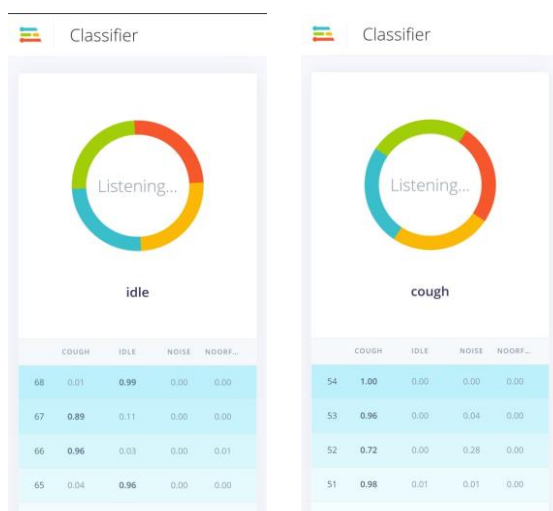 Classifier
Listening...
idle
COUGH IDLE NOISE NOORF...
68 0.01 0.99 0.00 0.00
67 0.89 0.11 0.00 0.00
66 0.96 0.03 0.00 0.01
65 0.04 0.96 0.00 0.00
Classifier
Listening...
cough
COUGH IDLE NOISE NOORF...
54 1.00 0.00 0.00 0.00
53 0.96 0.00 0.04 0.00
52 0.72 0.00 0.28 0.00
51 0.98 0.01 0.01 0.00